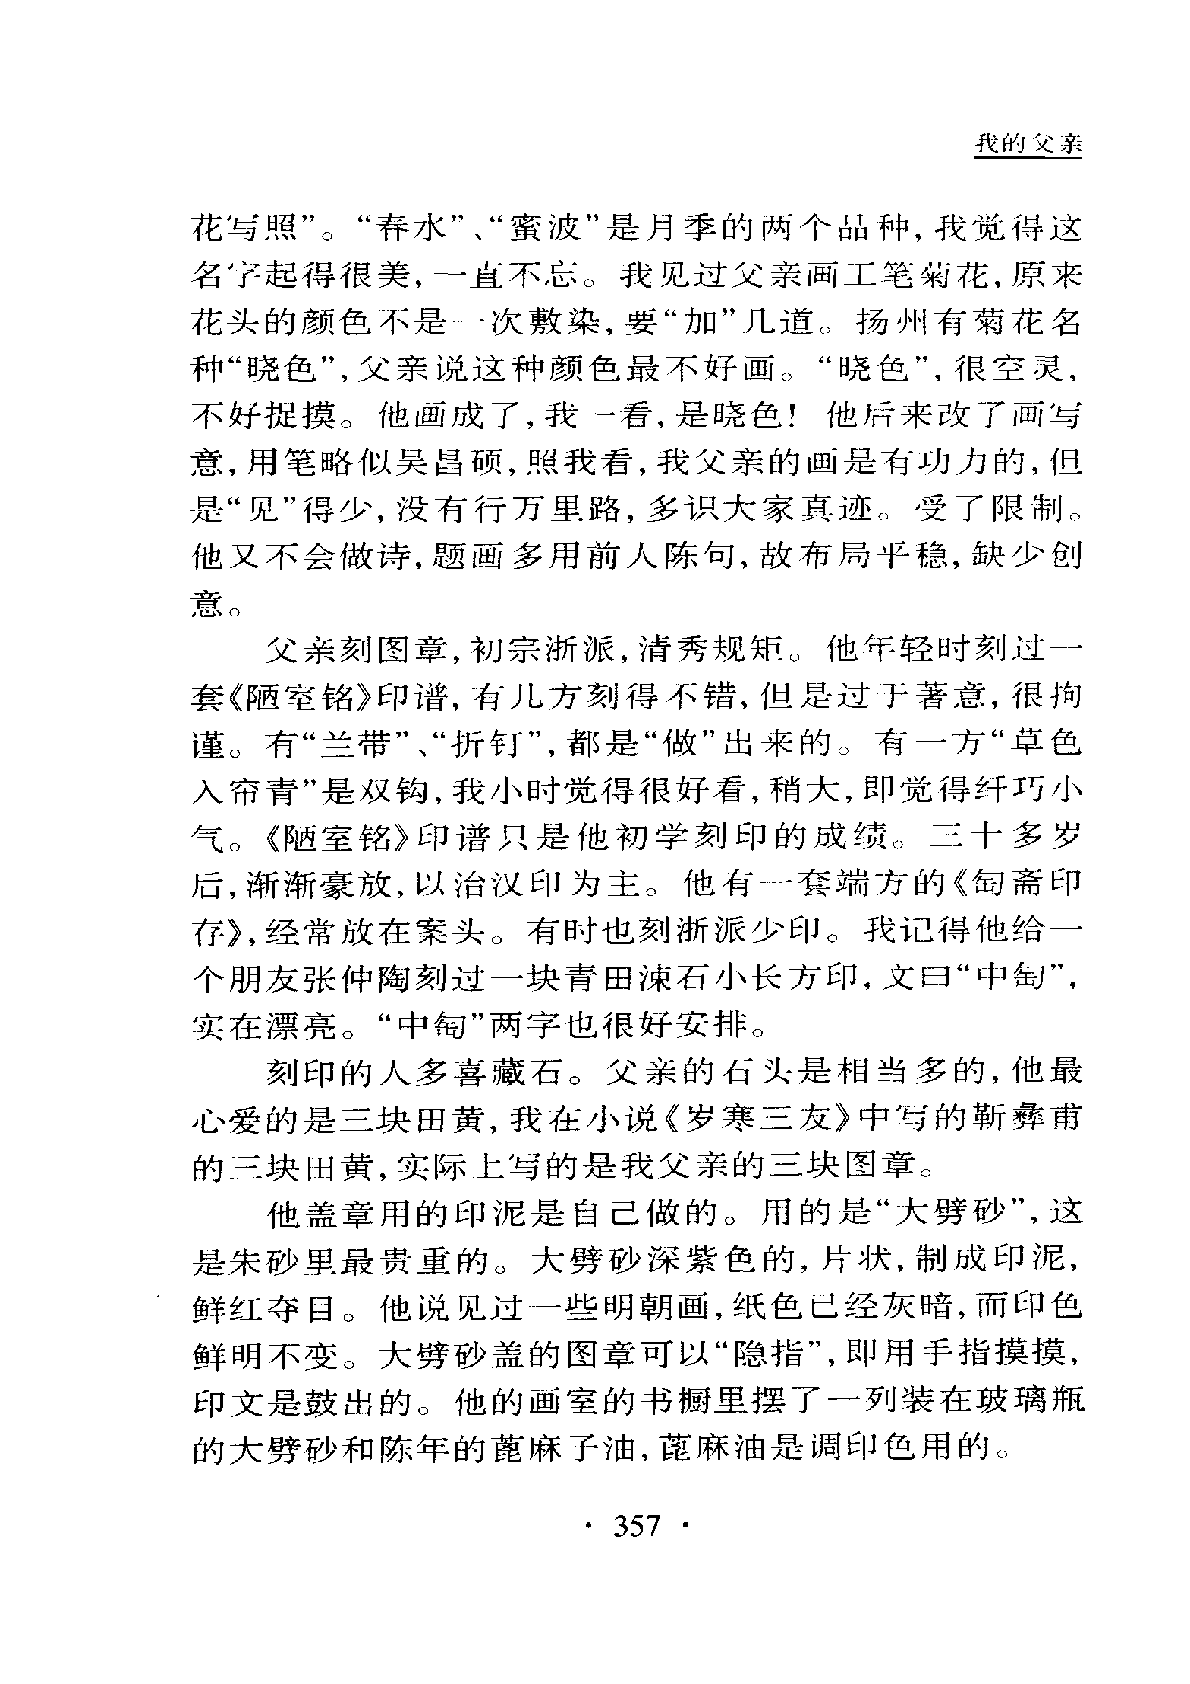 我的父亲
花写照”。“春水”、“蜜波”是月季的两个品种,我觉得这
名字起得很美,一直不忘。我见过父亲画工笔菊花,原来
花头的颜色不是一次敷染,要“加”几道。扬州有菊花名
种“晓色”,父亲说这种颜色最不好画。“晓色”,很空灵,
不好捉摸。他画成了,我一看,是晓色!他后来改了画写
意,用笔略似吴昌硕,照我看,我父亲的画是有功力的,但
是“见”得少,没有行万里路,多识大家真迹。受了限制。
他又不会做诗,题画多用前人陈句,故布局平稳,缺少创
意。
父亲刻图章,初宗浙派,清秀规矩。他年轻时刻过一
套《陋室铭》印谱,有几方刻得不错,但是过于著意,很拘
谨。有“兰带”、“折钉”,都是“做”出来的。有一方“草色
入帘青”是双钩,我小时觉得很好看,稍大,即觉得纤巧小
气。《陋室铭》印谱只是他初学刻印的成绩。三十多岁
后,渐渐豪放,以治汉印为主。他有一套端方的《匋斋印
存》,经常放在案头。有时也刻浙派少印。我记得他给一
个朋友张仲陶刻过一块青田涷石小长方印,文曰“中匋”,
实在漂亮。“中匋”两字也很好安排。
刻印的人多喜藏石。父亲的石头是相当多的,他最
心爱的是三块田黄,我在小说《岁寒三友》中写的靳彝甫
的三块田黄,实际上写的是我父亲的三块图章。
他盖章用的印泥是自己做的。用的是“大劈砂”,这
是朱砂里最贵重的。大劈砂深紫色的,片状,制成印泥,
鲜红夺目。他说见过一些明朝画,纸色已经灰暗,而印色
鲜明不变。大劈砂盖的图章可以“隐指”,即用手指摸摸,
印文是鼓出的。他的画室的书橱里摆了一列装在玻璃瓶
的大劈砂和陈年的蓖麻子油,蓖麻油是调印色用的。
· 357 ·